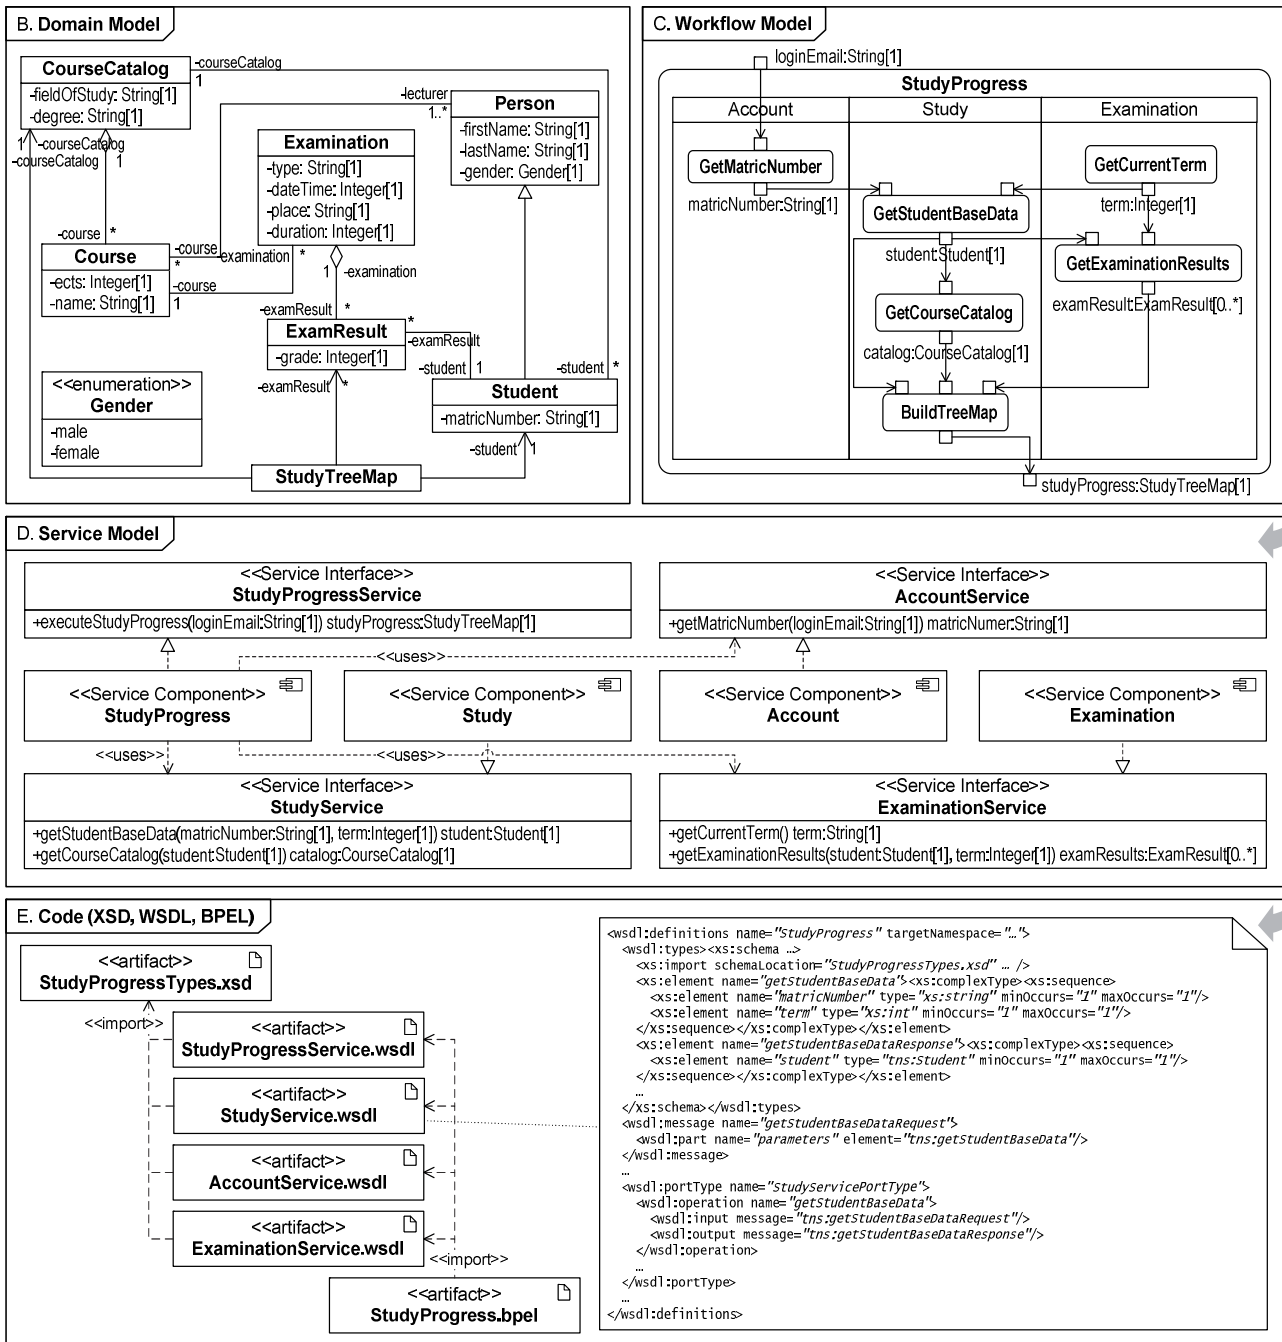 B. Domain Model
CourseCatalog
-fieldOfStudy: String[1]
-degree: String[1]
-courseCatalog
1
-lecturer
1..*
Person
-firstName: String[1]
-lastName: String[1]
-gender: Gender[1]
1
-courseCatalog
-courseCatalog
1
Examination
-type: String[1]
-dateTime: Integer[1]
-place: String[1]
-duration: Integer[1]
-course
*
Course
-ects: Integer[1]
-name: String[1]
-course
*
-examination
*
-course
1
1
-examination
-examResult
*
ExamResult
-grade: Integer[1]
*
-examResult
-student
1
-student
*
-examResult
*
<<enumeration>>
Gender
-male
-female
Student
-matricNumber: String[1]
-student
1
StudyTreeMap
C. Workflow Model
loginEmail:String[1]
StudyProgress
Account
Study
Examination
GetMatricNumber
matricNumber:String[1]
GetCurrentTerm
term:Integer[1]
GetStudentBaseData
student:Student[1]
GetExaminationResults
examResult:ExamResult[0..*]
GetCourseCatalog
catalog:CourseCatalog[1]
BuildTreeMap
studyProgress:StudyTreeMap[1]
D. Service Model
<<Service Interface>>
StudyProgressService
+executeStudyProgress(loginEmail:String[1]) studyProgress:StudyTreeMap[1]
<<Service Interface>>
AccountService
+getMatricNumber(loginEmail:String[1]) matricNumer:String[1]
<<uses>>
<<Service Component>>
StudyProgress
<<Service Component>>
Study
<<Service Component>>
Account
<<Service Component>>
Examination
<<uses>>
<<uses>>
<<Service Interface>>
StudyService
+getStudentBaseData(matricNumber:String[1], term:Integer[1]) student:Student[1]
+getCourseCatalog(student:Student[1]) catalog:CourseCatalog[1]
<<Service Interface>>
ExaminationService
+getCurrentTerm() term:String[1]
+getExaminationResults(student:Student[1], term:Integer[1]) examResults:ExamResult[0..*]
E. Code (XSD, WSDL, BPEL)
<<artifact>>
StudyProgressTypes.xsd
<<import>>
<<artifact>>
StudyProgressService.wsdl
<<artifact>>
StudyService.wsdl
<<artifact>>
AccountService.wsdl
<<artifact>>
ExaminationService.wsdl
<<import>>
<<artifact>>
StudyProgress.bpel
<wsdl:definitions name="StudyProgress" targetNamespace="…">
<wsdl:types><xs:schema …>
<xs:import schemaLocation="StudyProgressTypes.xsd" … />
<xs:element name="getStudentBaseData"><xs:complexType><xs:sequence>
<xs:element name="matricNumber" type="xs:string" minOccurs="1" maxOccurs="1"/>
<xs:element name="term" type="xs:int" minOccurs="1" maxOccurs="1"/>
</xs:sequence></xs:complexType></xs:element>
<xs:element name="getStudentBaseDataResponse"><xs:complexType><xs:sequence>
<xs:element name="student" type="tns:Student" minOccurs="1" maxOccurs="1"/>
</xs:sequence></xs:complexType></xs:element>
…
</xs:schema></wsdl:types>
<wsdl:message name="getStudentBaseDataRequest">
<wsdl:part name="parameters" element="tns:getStudentBaseData"/>
</wsdl:message>
…
<wsdl:portType name="StudyServicePortType">
<wsdl:operation name="getStudentBaseData">
<wsdl:input message="tns:getStudentBaseDataRequest"/>
<wsdl:output message="tns:getStudentBaseDataResponse"/>
</wsdl:operation>
…
</wsdl:portType>
…
</wsdl:definitions>